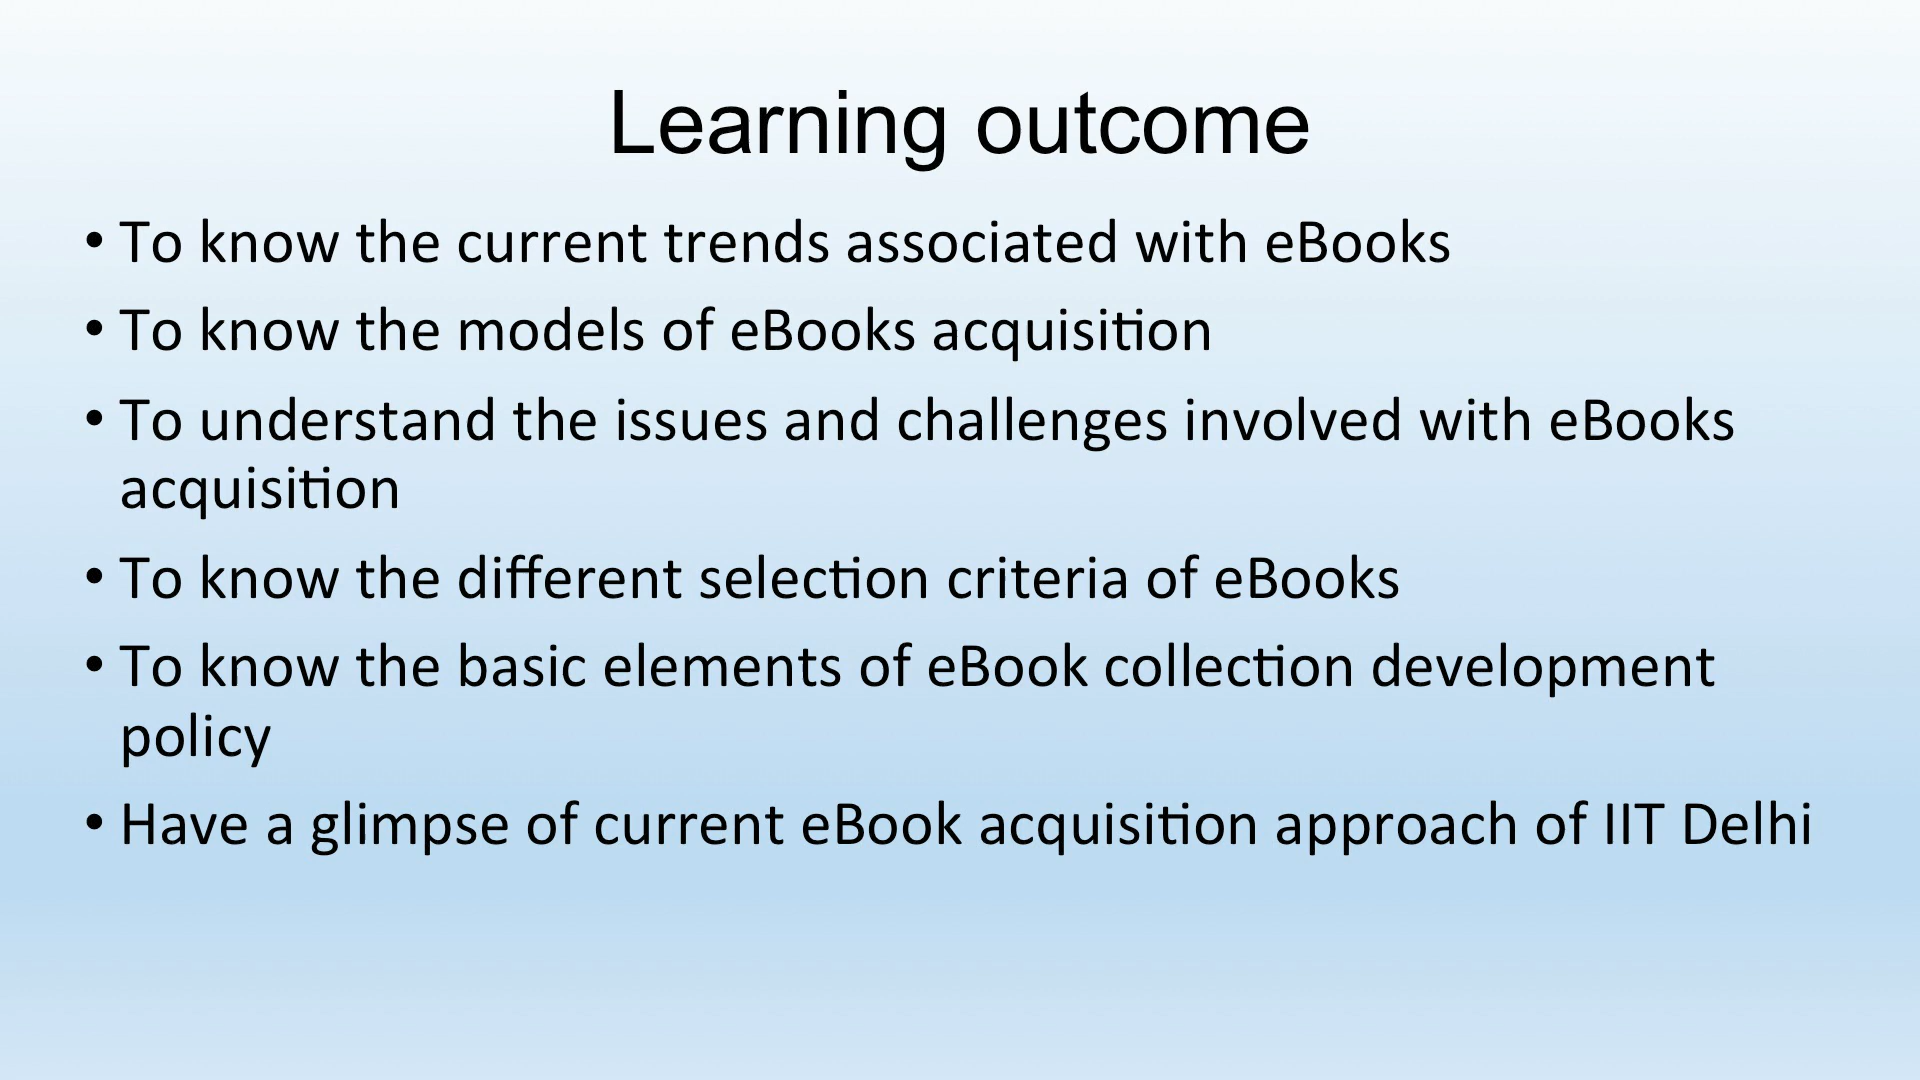 Learning outcome
• To know the current trends associated with eBooks
• To know the models of eBooks acquisition
• To understand the issues and challenges involved with eBooks
acquisition
• To know the different selection criteria of eBooks
• To know the basic elements of eBook collection development
policy
• Have a glimpse of current eBook acquisition approach of IIT Delhi